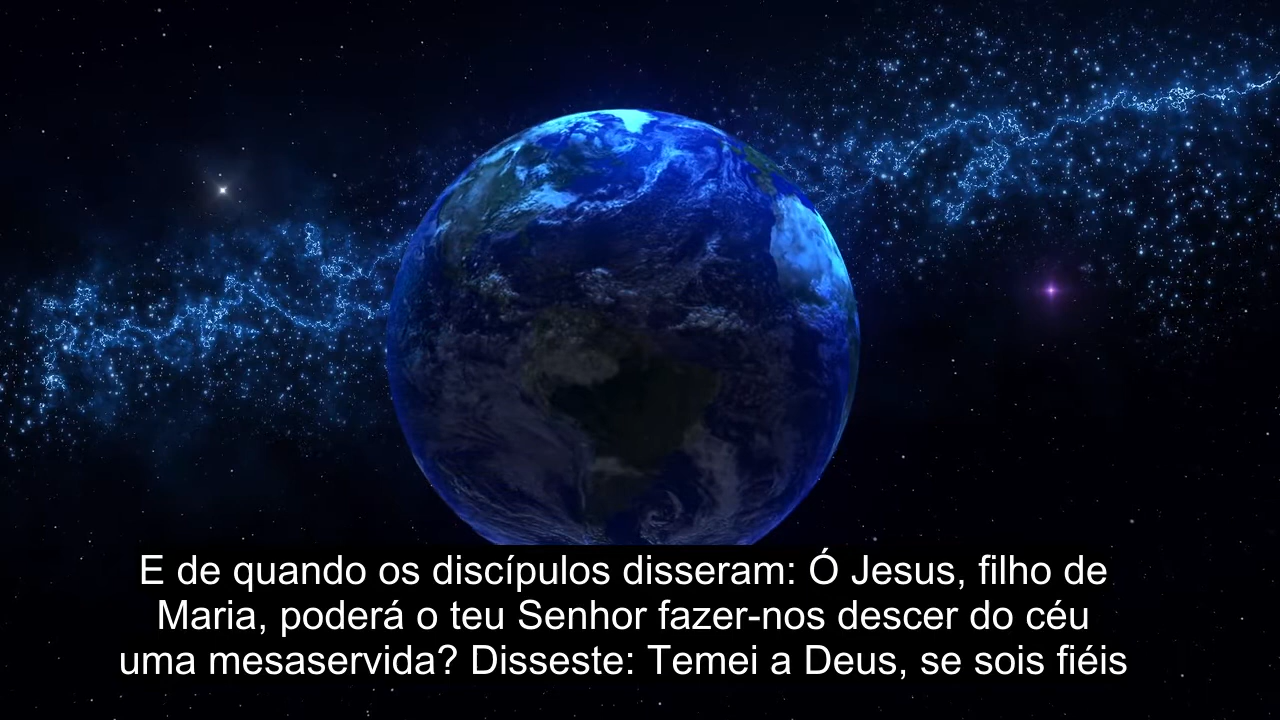 E de quando os discípulos disseram: Ó Jesus, filho de
Maria, poderá o teu Senhor fazer-nos descer do céu
uma mesaservida? Disseste: Temei a Deus, se sois fiéis